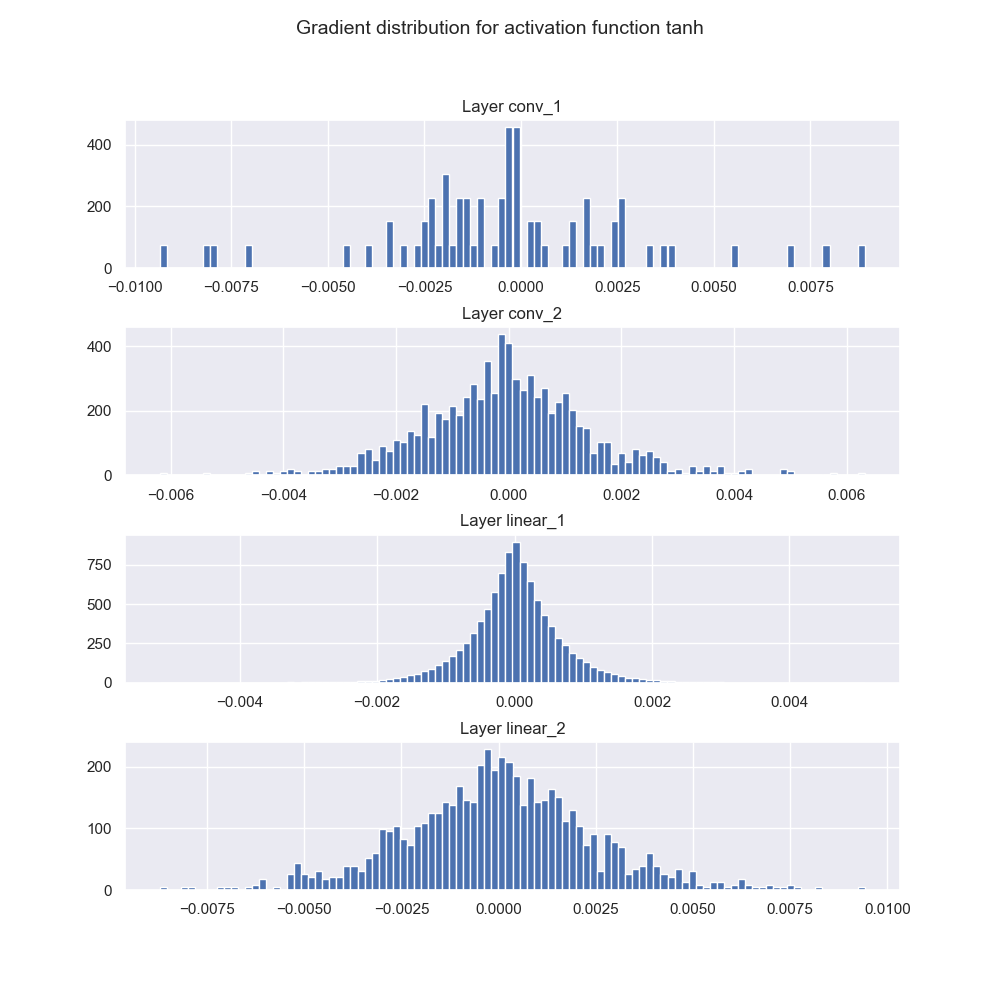 Gradient distribution for activation function tanh
Layer conv_1
400
200
0
−0.0100 −0.0075 −0.0050 −0.0025 0.0000 0.0025 0.0050 0.0075
Layer conv_2
400
200
0
−0.006 −0.004 −0.002 0.000 0.002 0.004 0.006
Layer linear_1
750
500
250
0
−0.004 −0.002 0.000 0.002 0.004
Layer linear_2
200
100
0
−0.0075 −0.0050 −0.0025 0.0000 0.0025 0.0050 0.0075 0.0100